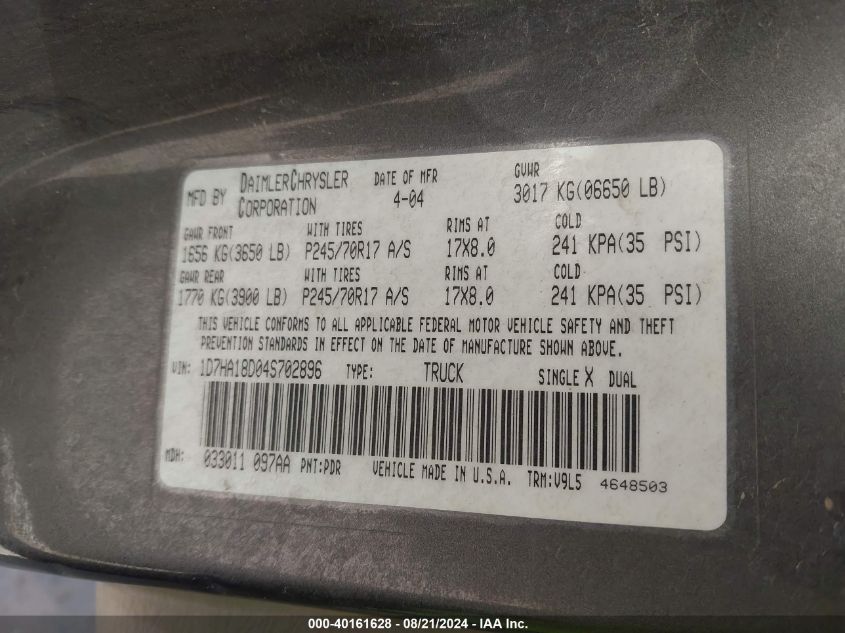 MFD BY DAIMLERCHRYSLER CORPORATION DATE OF MFR 4-04 GVWR 3017 KG(06650 LB)
GAWR FRONT WITH TIRES RIMS AT COLD
1656 KG(3650 LB) P245/70R17 A/S 17X8.0 241 KPA(35 PSI)
GAWR REAR WITH TIRES RIMS AT COLD
1770 KG(3900 LB) P245/70R17 A/S 17X8.0 241 KPA(35 PSI)
THIS VEHICLE CONFORMS TO ALL APPLICABLE FEDERAL MOTOR VEHICLE SAFETY AND THEFT
PREVENTION STANDARDS IN EFFECT ON THE DATE OF MANUFACTURE SHOWN ABOVE.
VIN: 1D7HA18D04S702896 TYPE: TRUCK SINGLE X DUAL
MDH: 033011 097AA PNT:PDR VEHICLE MADE IN U.S.A. TRM:V9L5 4648503
000-40161628 - 08/21/2024 - IAA Inc.